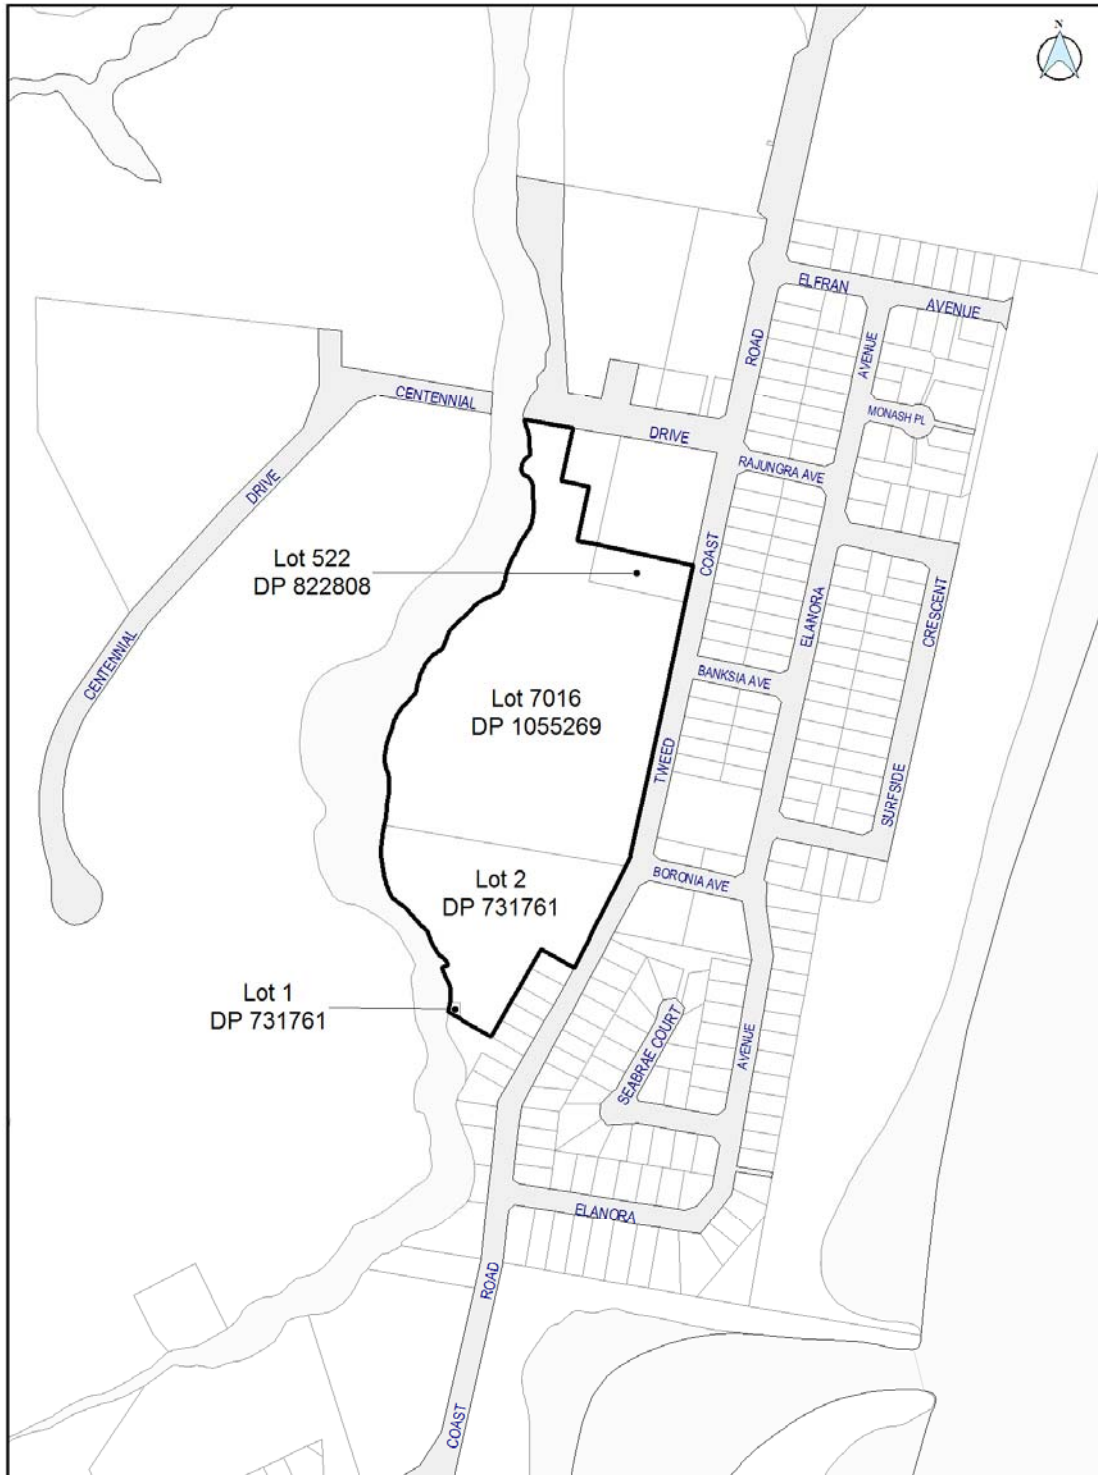 N
ELFRAN
AVENUE
ROAD
AVENUE
CENTENNIAL
MONASH PL
DRIVE
RAJUNGRA AVE
DRIVE
COAST
Lot 522
DP 822808
CRESCENT
ELANORA
CENTENNIAL
BANKSIA AVE
Lot 7016
DP 1055269
TWEED
SURFSIDE
BORONIA AVE
Lot 2
DP 731761
Lot 1
DP 731761
SEABRAE COURT
AVENUE
ELANORA
ROAD
COAST